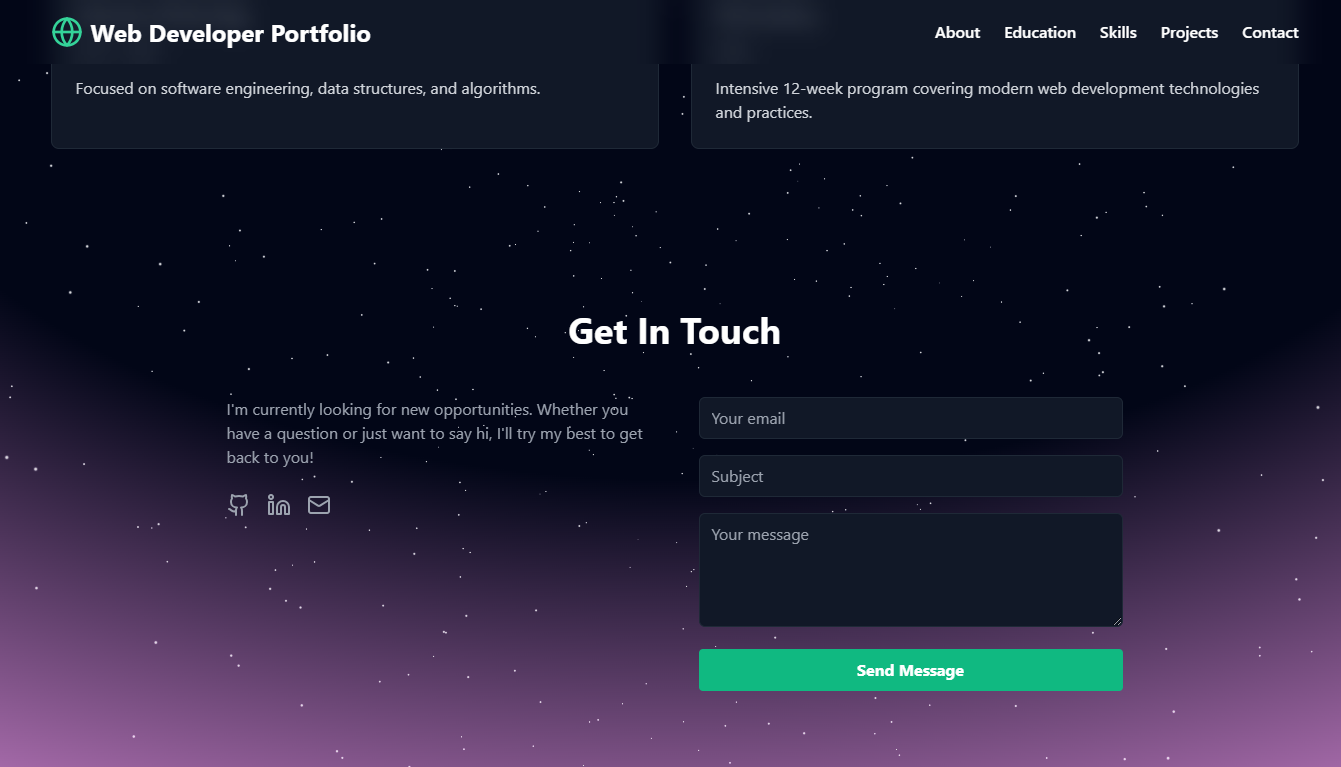 Web Developer Portfolio
About Education Skills Projects Contact
Focused on software engineering, data structures, and algorithms.
Intensive 12-week program covering modern web development technologies
and practices.
Get In Touch
I'm currently looking for new opportunities. Whether you
have a question or just want to say hi, I'll try my best to get
back to you!
Your email
Subject
Your message
Send Message